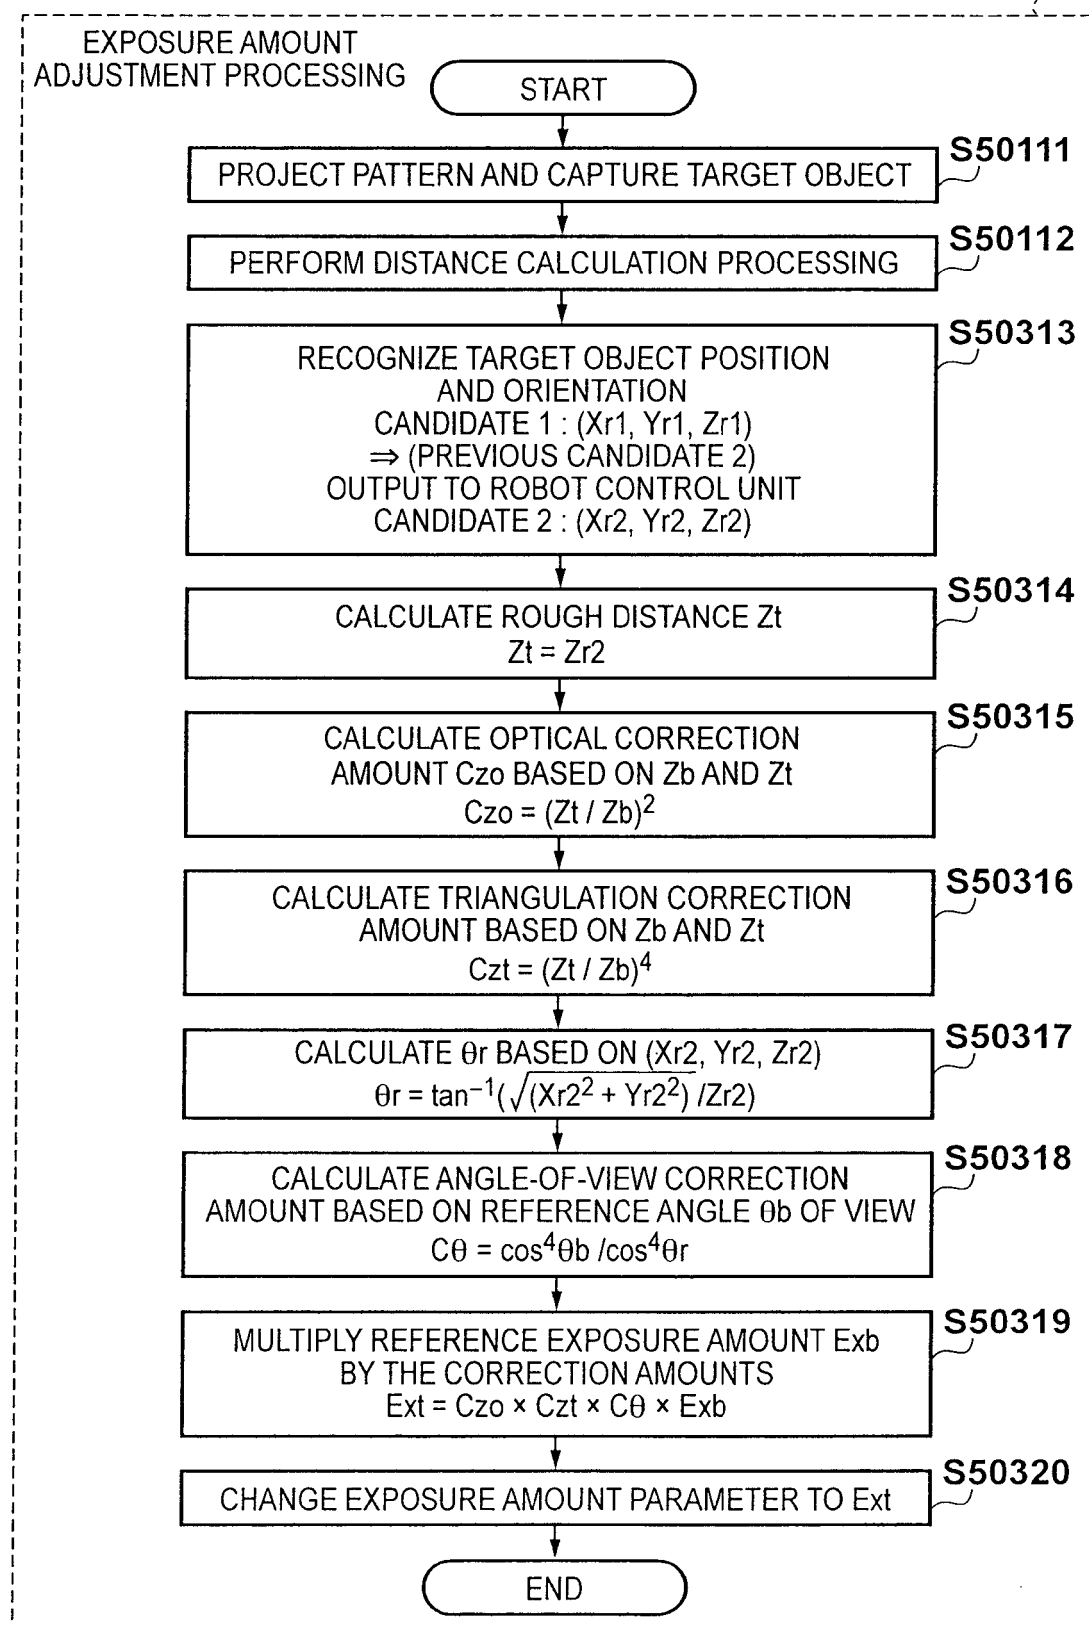 EXPOSURE AMOUNT
ADJUSTMENT PROCESSING
START
S50111
PROJECT PATTERN AND CAPTURE TARGET OBJECT
S50112
PERFORM DISTANCE CALCULATION PROCESSING
S50313
RECOGNIZE TARGET OBJECT POSITION
AND ORIENTATION
CANDIDATE 1 : (Xr1, Yr1, Zr1)
⇒ (PREVIOUS CANDIDATE 2)
OUTPUT TO ROBOT CONTROL UNIT
CANDIDATE 2 : (Xr2, Yr2, Zr2)
S50314
CALCULATE ROUGH DISTANCE Zt
Zt = Zr2
S50315
CALCULATE OPTICAL CORRECTION
AMOUNT Czo BASED ON Zb AND Zt
Czo = (Zt / Zb)²
S50316
CALCULATE TRIANGULATION CORRECTION
AMOUNT BASED ON Zb AND Zt
Czt = (Zt / Zb)⁴
S50317
CALCULATE θr BASED ON (Xr2, Yr2, Zr2)
θr = tan⁻¹(√(Xr2² + Yr2²) /Zr2)
S50318
CALCULATE ANGLE-OF-VIEW CORRECTION
AMOUNT BASED ON REFERENCE ANGLE θb OF VIEW
Cθ = cos⁴θb /cos⁴θr
S50319
MULTIPLY REFERENCE EXPOSURE AMOUNT Exb
BY THE CORRECTION AMOUNTS
Ext = Czo × Czt × Cθ × Exb
S50320
CHANGE EXPOSURE AMOUNT PARAMETER TO Ext
END